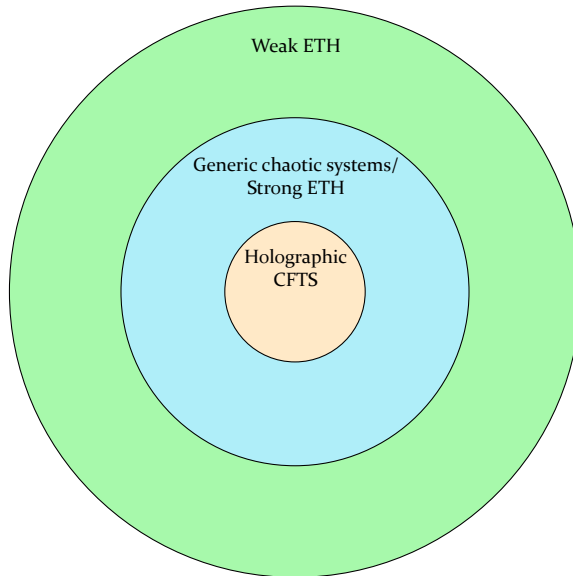 Weak ETH
Generic chaotic systems/
Strong ETH
Holographic
CFTS